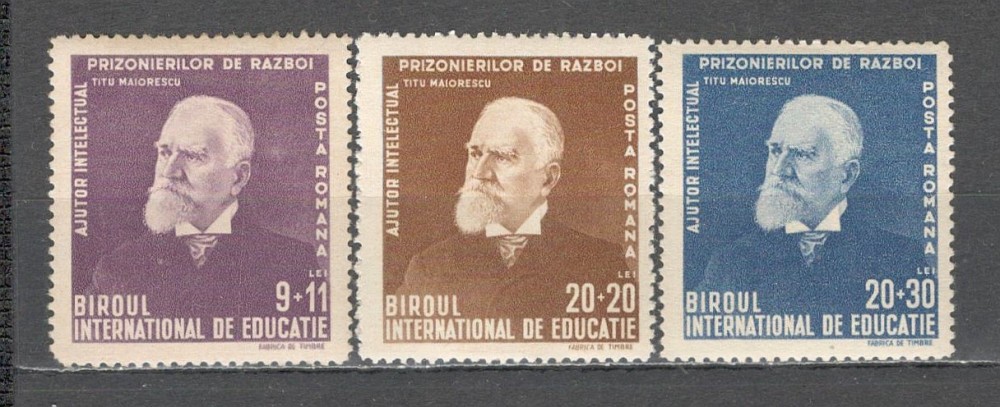 PRIZONIERILOR DE RAZBOI
TITU MAIORESCU
AJUTOR INTELECTUAL
POSTA ROMANA
LEI
9+11
BIROUL
INTERNATIONAL DE EDUCATIE
FABRICA DE TIMBRE
PRIZONIERILOR DE RAZBOI
TITU MAIORESCU
AJUTOR INTELECTUAL
POSTA ROMANA
LEI
20+20
BIROUL
INTERNATIONAL DE EDUCATIE
FABRICA DE TIMBRE
PRIZONIERILOR DE RAZBOI
TITU MAIORESCU
AJUTOR INTELECTUAL
POSTA ROMANA
LEI
20+30
BIROUL
INTERNATIONAL DE EDUCATIE
FABRICA DE TIMBRE